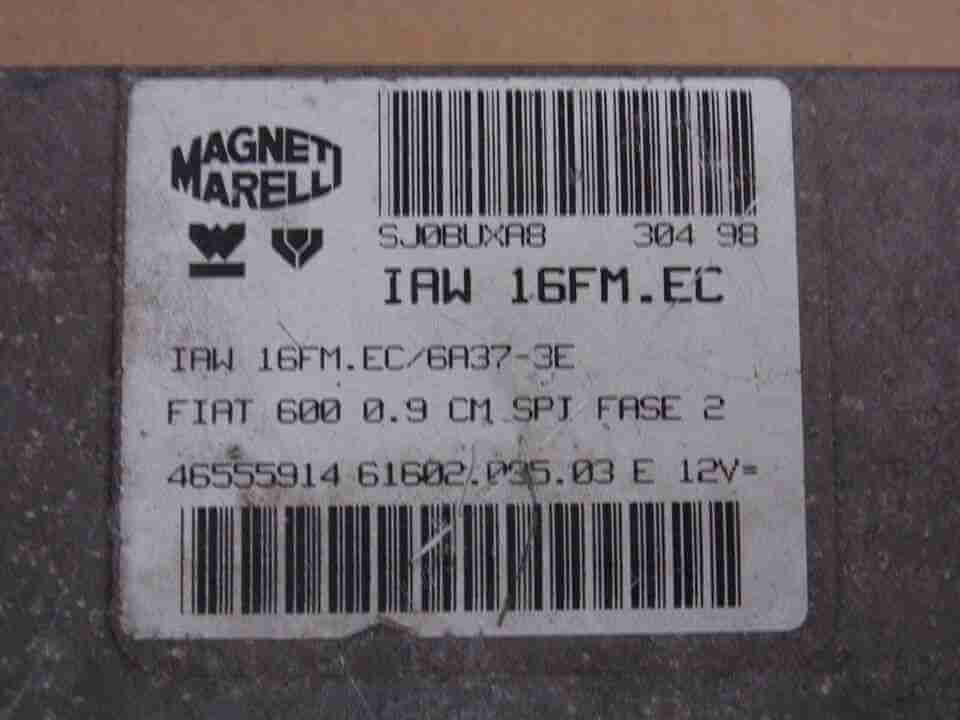 MAGNETI
MARELLI
SJ0BUXA8 304 98
IAW 16FM.EC
IAW 16FM.EC/6A37-3E
FIAT 600 0.9 CM SPI FASE 2
46555914 61602.035.03 E 12V=